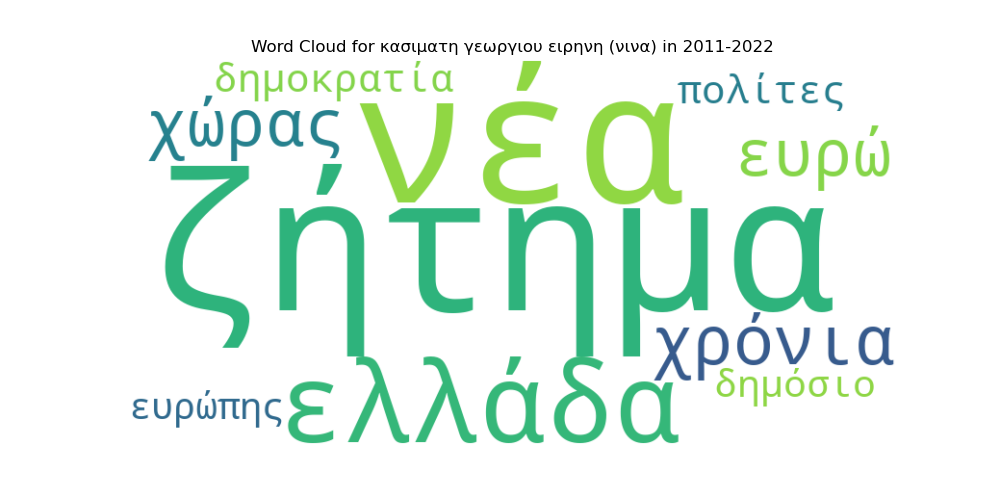 Word Cloud for κασιματη γεωργιου ειρηνη (νινα) in 2011-2022
δημοκρατία
νέα
πολίτες
χώρας
ευρώ
ζήτημα
χρόνια
ελλάδα
δημόσιο
ευρώπης